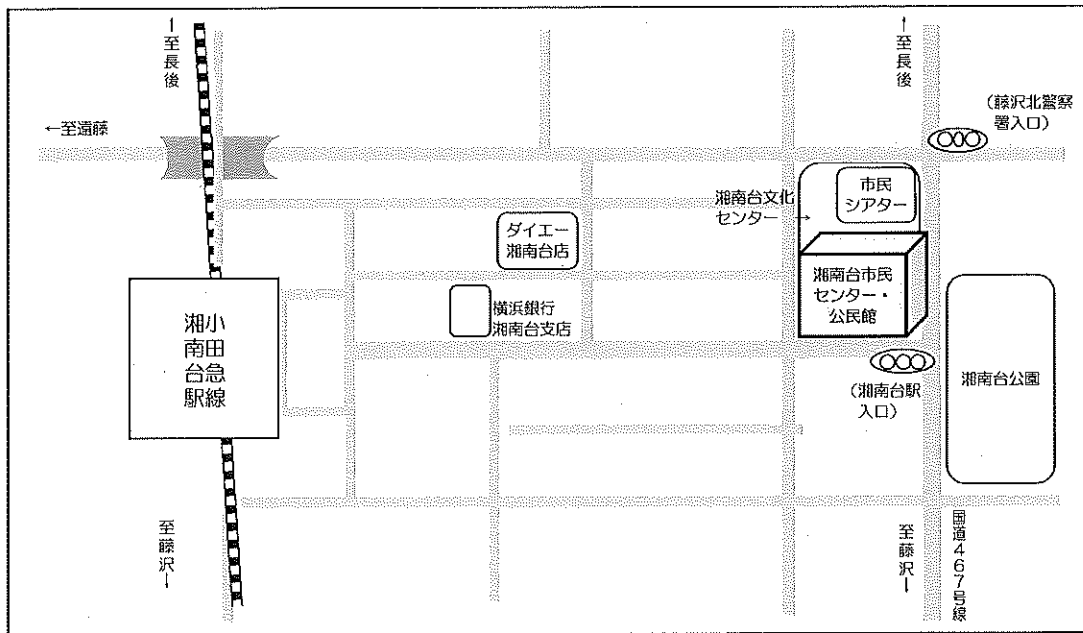 ↑至長後
↑至長後
(藤沢北警察
署入口)
←至遠藤
市民
シアター
湘南台文化
センター →
ダイエー
湘南台店
湘南台市民
センター・
公民館
横浜銀行
湘南台支店
小田急線
湘南台駅
湘南台公園
(湘南台駅
入口)
至藤沢↓
至藤沢↓
国道467号線